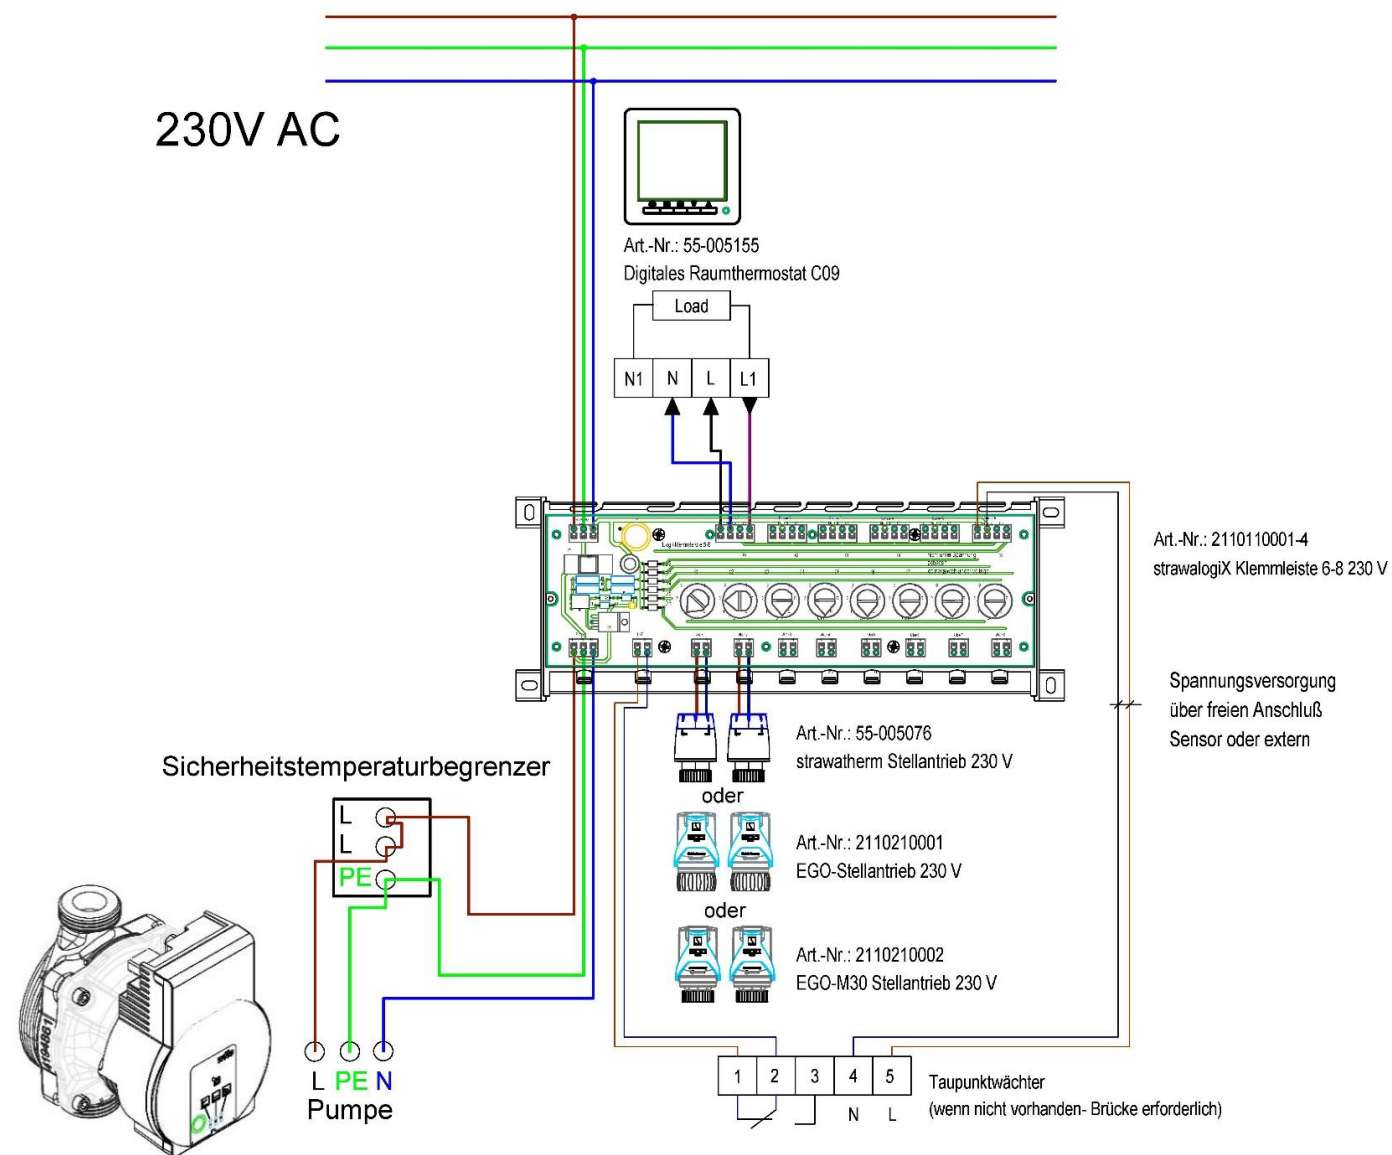 230V AC
Art.-Nr.: 55-005155
Digitales Raumthermostat C09
Load
N1 N L L1
Art.-Nr.: 2110110001-4
strawalogiX Klemmleiste 6-8 230 V
Spannungsversorgung
über freien Anschluß
Sensor oder extern
Art.-Nr.: 55-005076
strawatherm Stellantrieb 230 V
oder
Sicherheitstemperaturbegrenzer
L
L
PE
Art.-Nr.: 2110210001
EGO-Stellantrieb 230 V
oder
Art.-Nr.: 2110210002
EGO-M30 Stellantrieb 230 V
4194861
L PE N
Pumpe
1 2 3 4 5
N L
Taupunktwächter
(wenn nicht vorhanden- Brücke erforderlich)